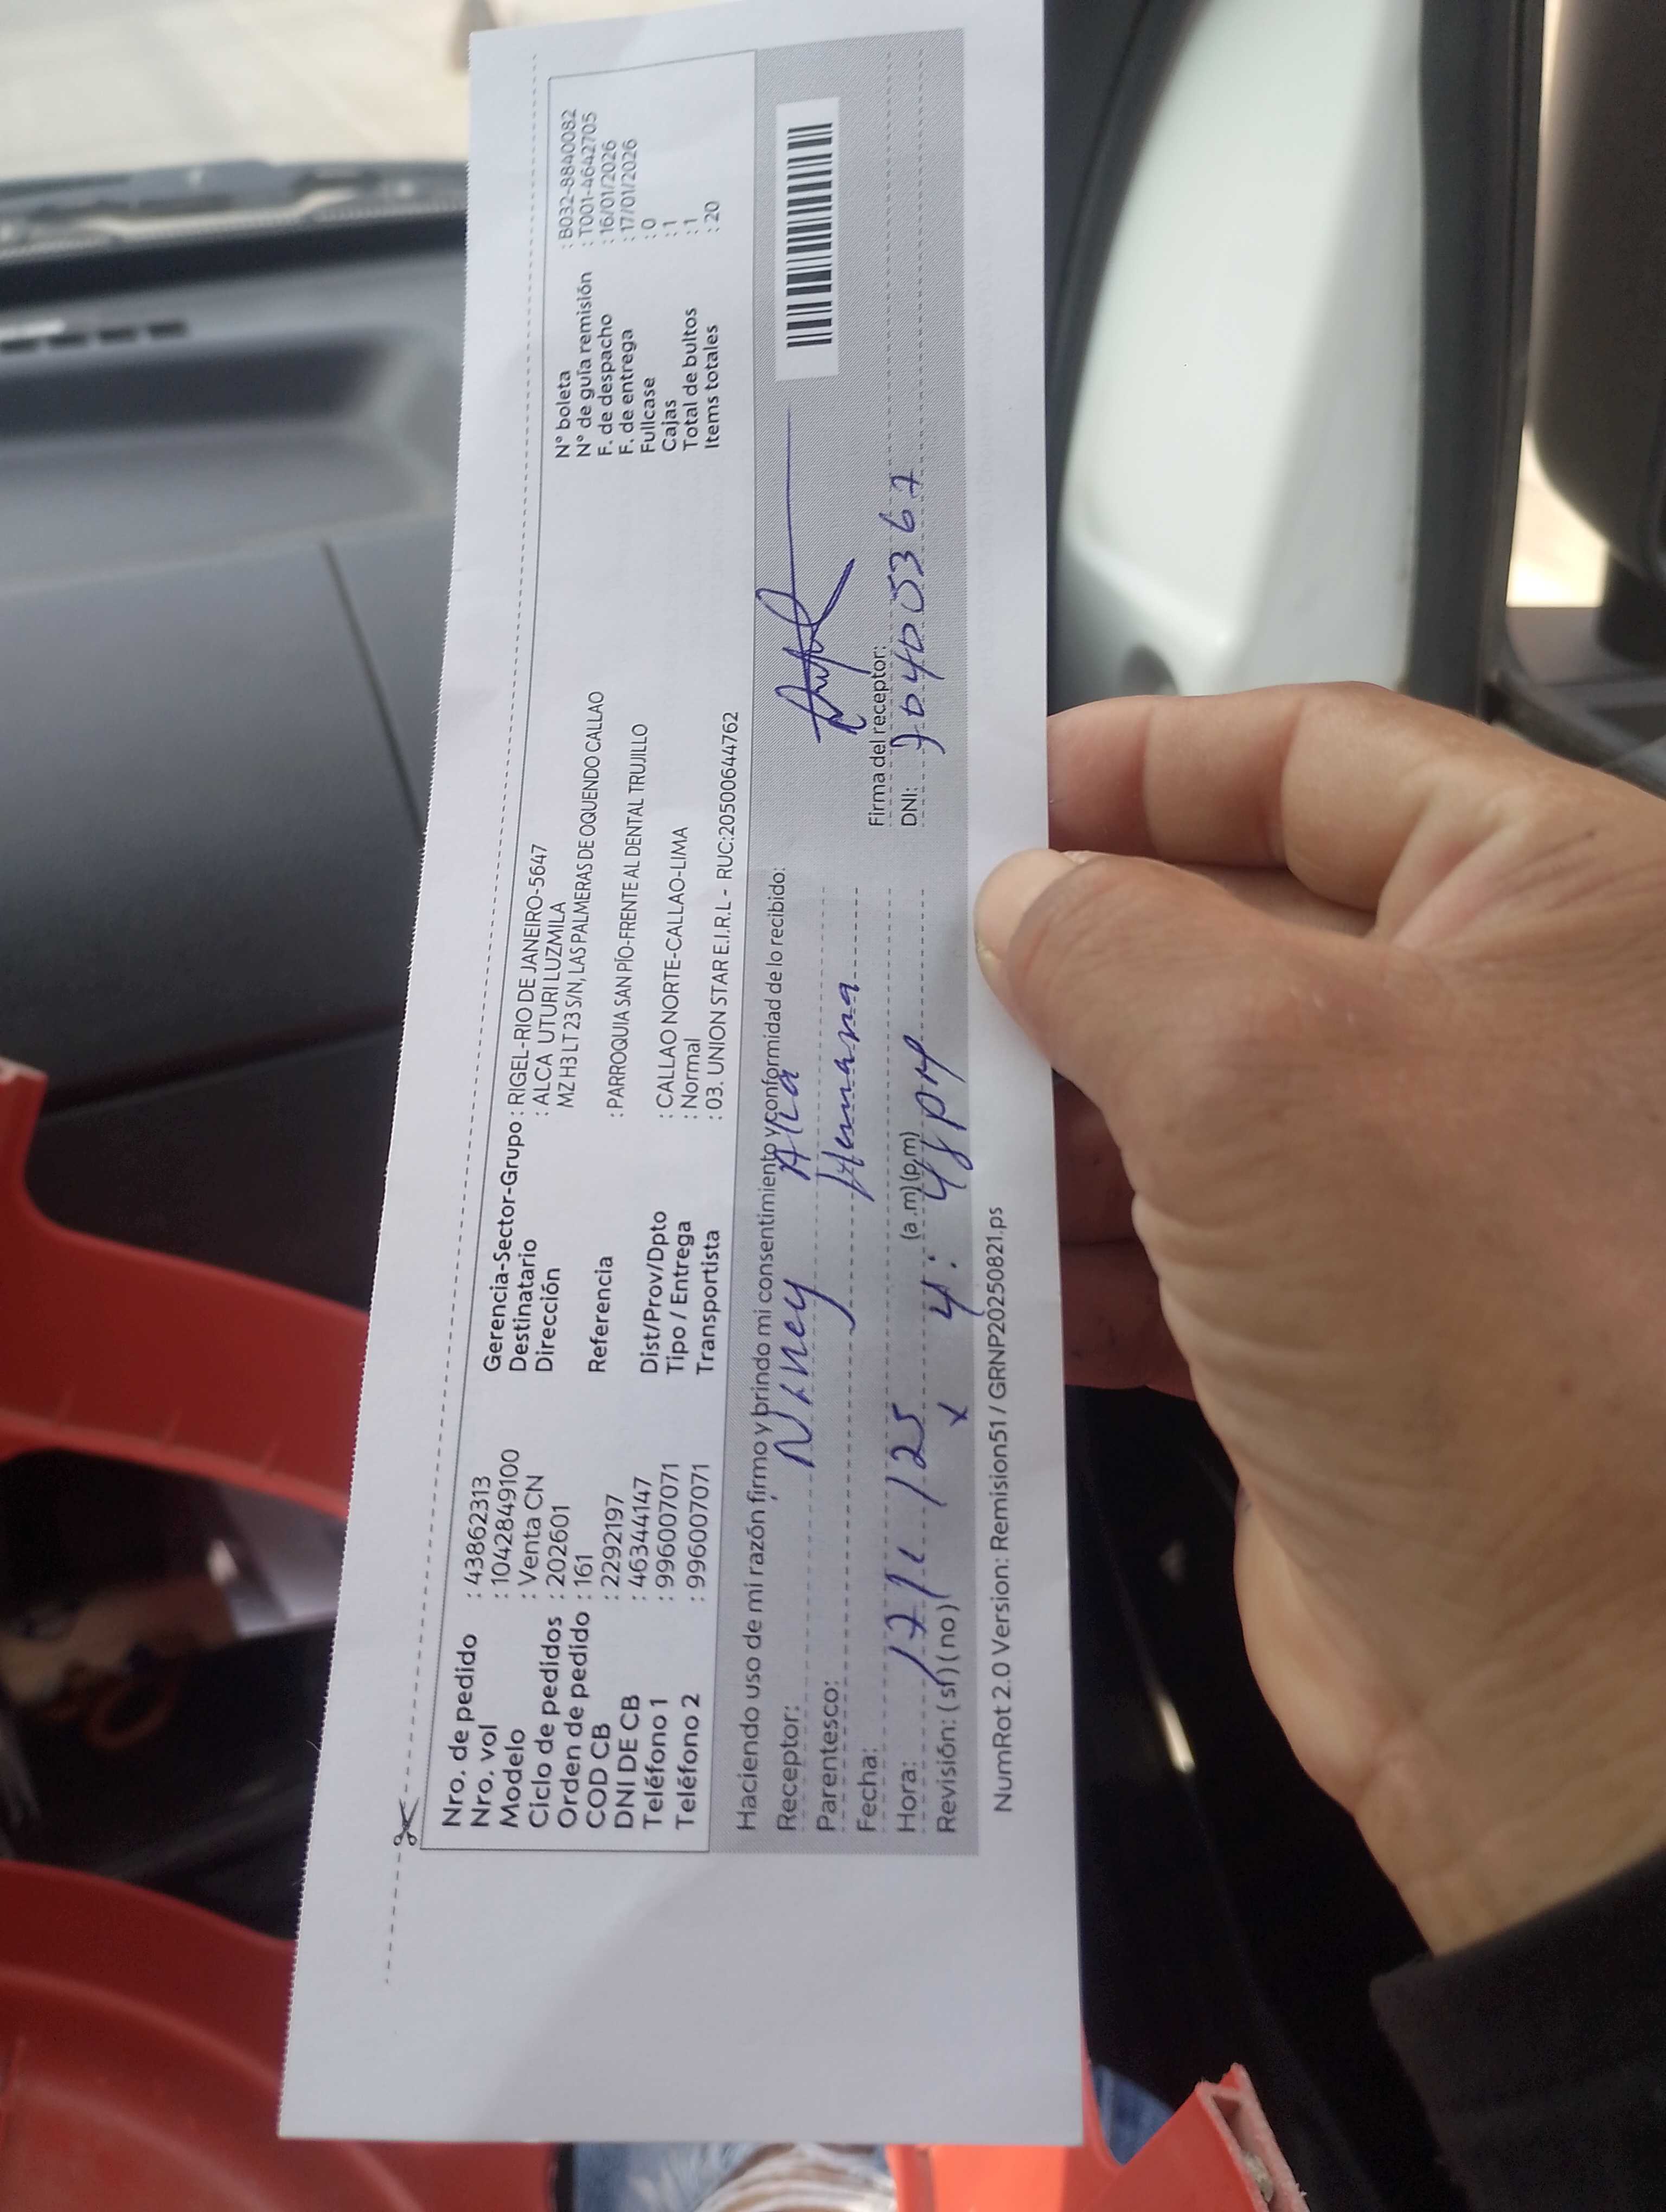 Nro. de pedido : 438862313
Nro. vol : 1042849100
Modelo : Venta CN
Ciclo de pedidos : 202601
Orden de pedido : 161
COD CB : 2292197
DNI DE CB : 46344147
Teléfono 1 : 996007071
Teléfono 2 : 996007071
Gerencia-Sector-Grupo : RIGEL-RIO DE JANEIRO-5647
Destinatario : ALCA UTURI LUZMILA
Dirección MZ H3 LT 23 S/N, LAS PALMERAS DE OQUENDO CALLAO
Referencia : PARROQUIA SAN PÍO-FRENTE AL DENTAL TRUJILLO
Dist/Prov/Dpto : CALLAO NORTE-CALLAO-LIMA
Tipo / Entrega : Normal
Transportista : 03. UNION STAR E.I.R.L - RUC:20500644762
N° boleta : B032-8840082
N° de guía remisión : T001-4642705
F. de despacho : 16/01/2026
F. de entrega : 17/01/2026
Fullcase : 0
Cajas : 1
Total de bultos : 1
Items totales : 20
Haciendo uso de mi razón firmo y brindo mi consentimiento y conformidad de lo recibido:
Receptor: Nancy
Parentesco: Hermana
Fecha: 17/1/25
Hora: 4: 48 pm (a.m)(p.m)
Revisión: (sí)(no) x
Firma del receptor:
DNI:
NumRot 2.0 Version: Remision51 / GRNP20250821.ps